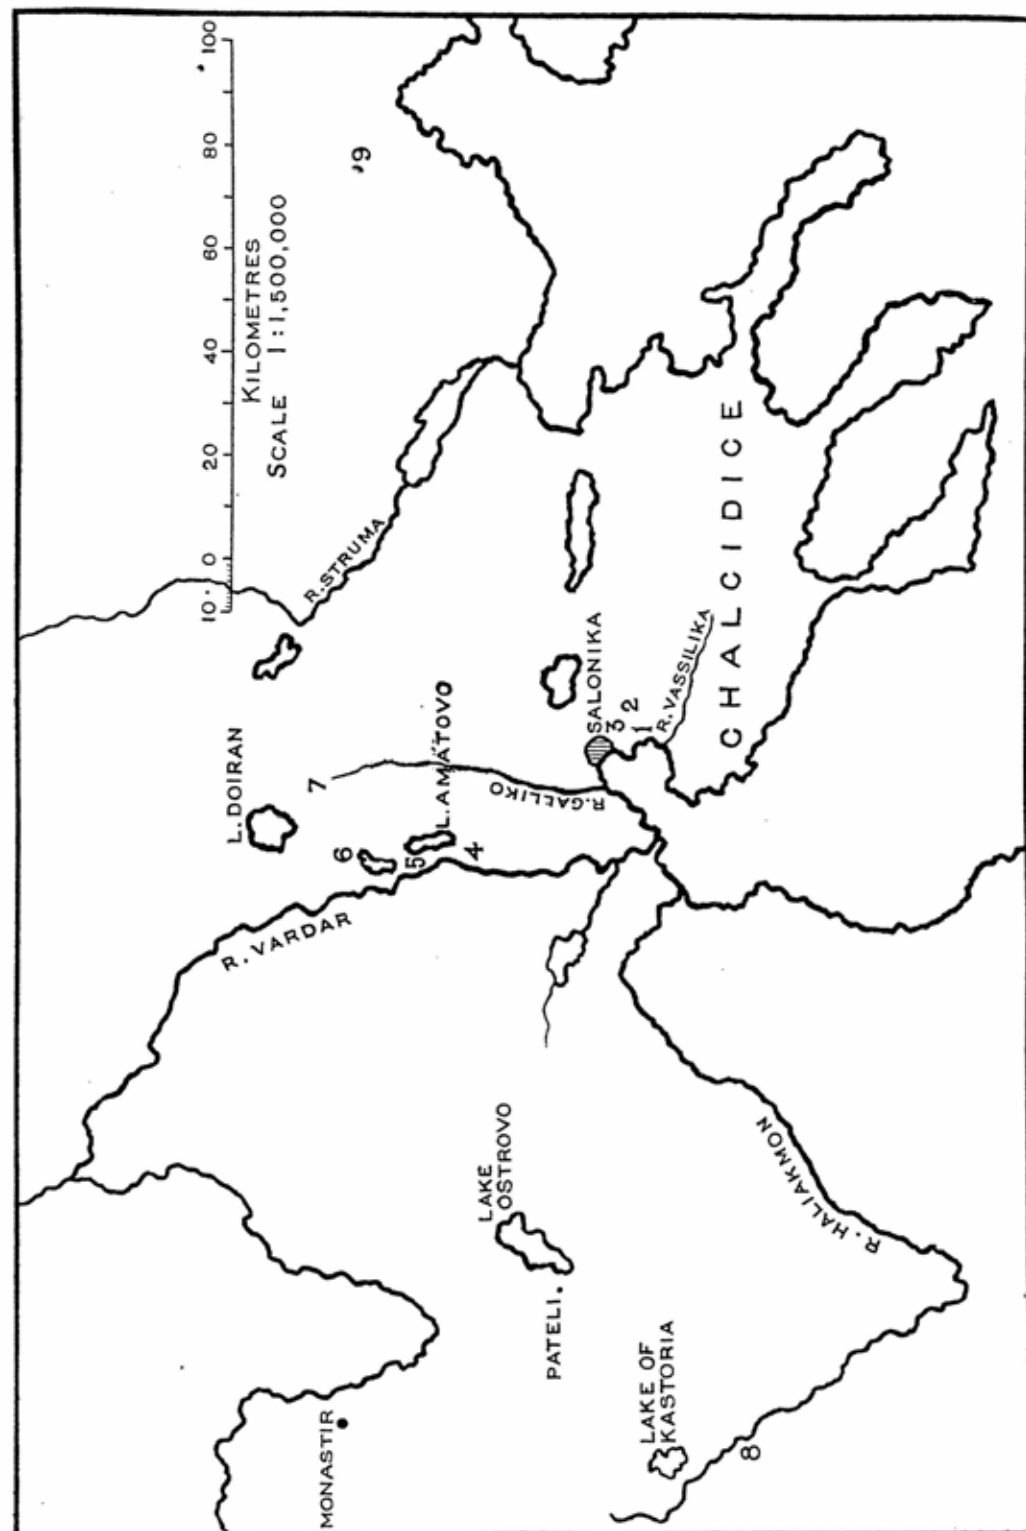 10 0 20 40 60 80 100
KILOMETRES
SCALE 1:1,500,000
MONASTIR
R. VARDAR
L. DOIRAN
R. STRUMA
9
7
6
5
4
L. AMATOVO
LAKE
OSTROVO
PATELI.
R. GALLIKO
SALONIKA
3
2
1
R. VASSILIKA
CHALCIDICE
LAKE OF
KASTORIA
8
R. HALIAKMON